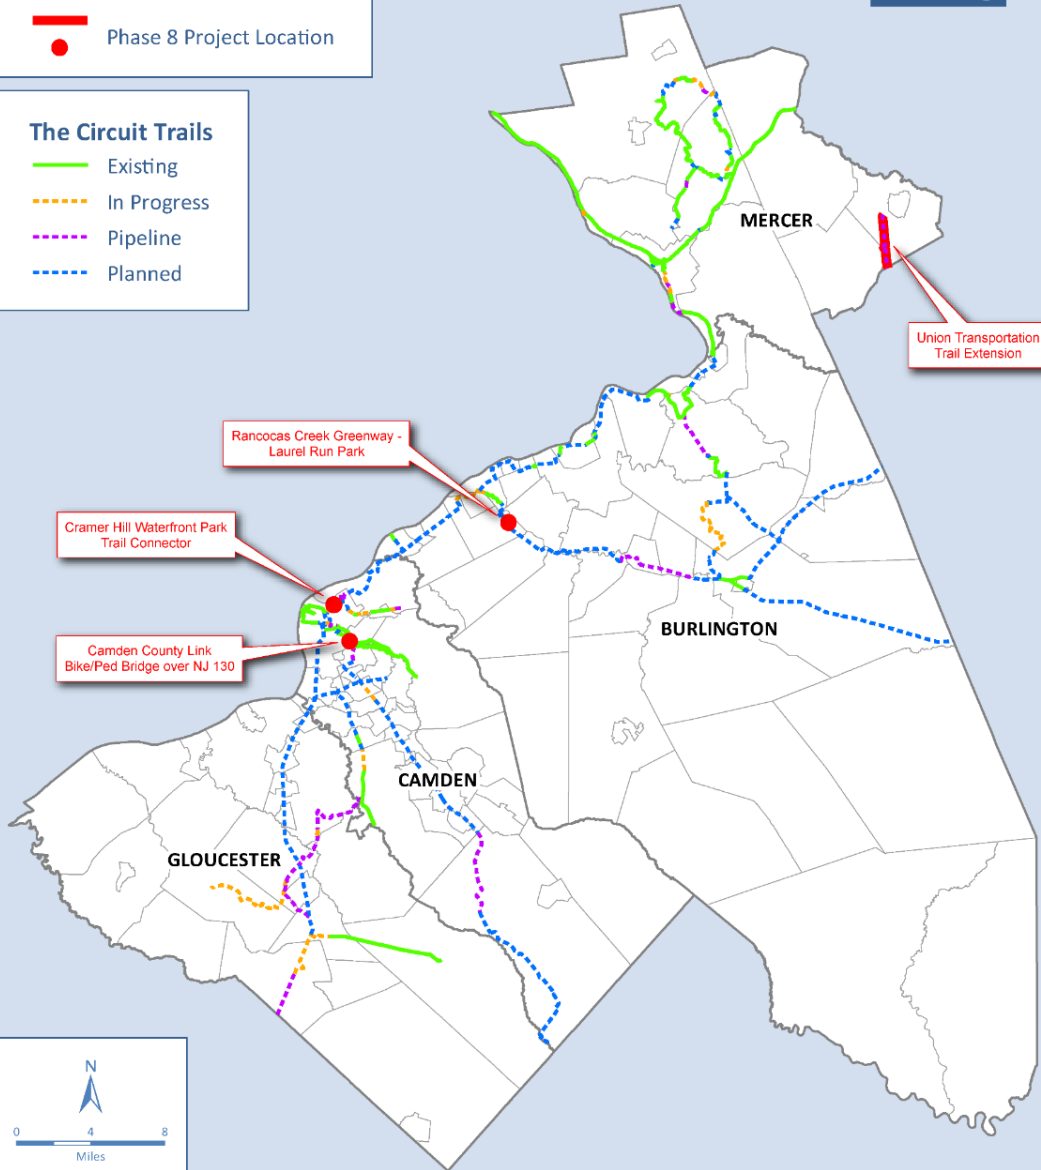 Phase 8 Project Location
The Circuit Trails
Existing
In Progress
Pipeline
Planned
MERCER
Union Transportation
Trail Extension
Rancocas Creek Greenway -
Laurel Run Park
Cramer Hill Waterfront Park
Trail Connector
Camden County Link
Bike/Ped Bridge over NJ 130
BURLINGTON
CAMDEN
GLOUCESTER
N
0 4 8
Miles